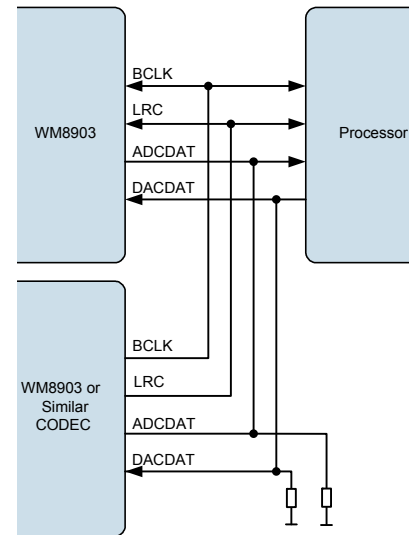 BCLK
LRC
WM8903
Processor
ADCDAT
DACDAT
BCLK
WM8903 or
Similar
CODEC
LRC
ADCDAT
DACDAT